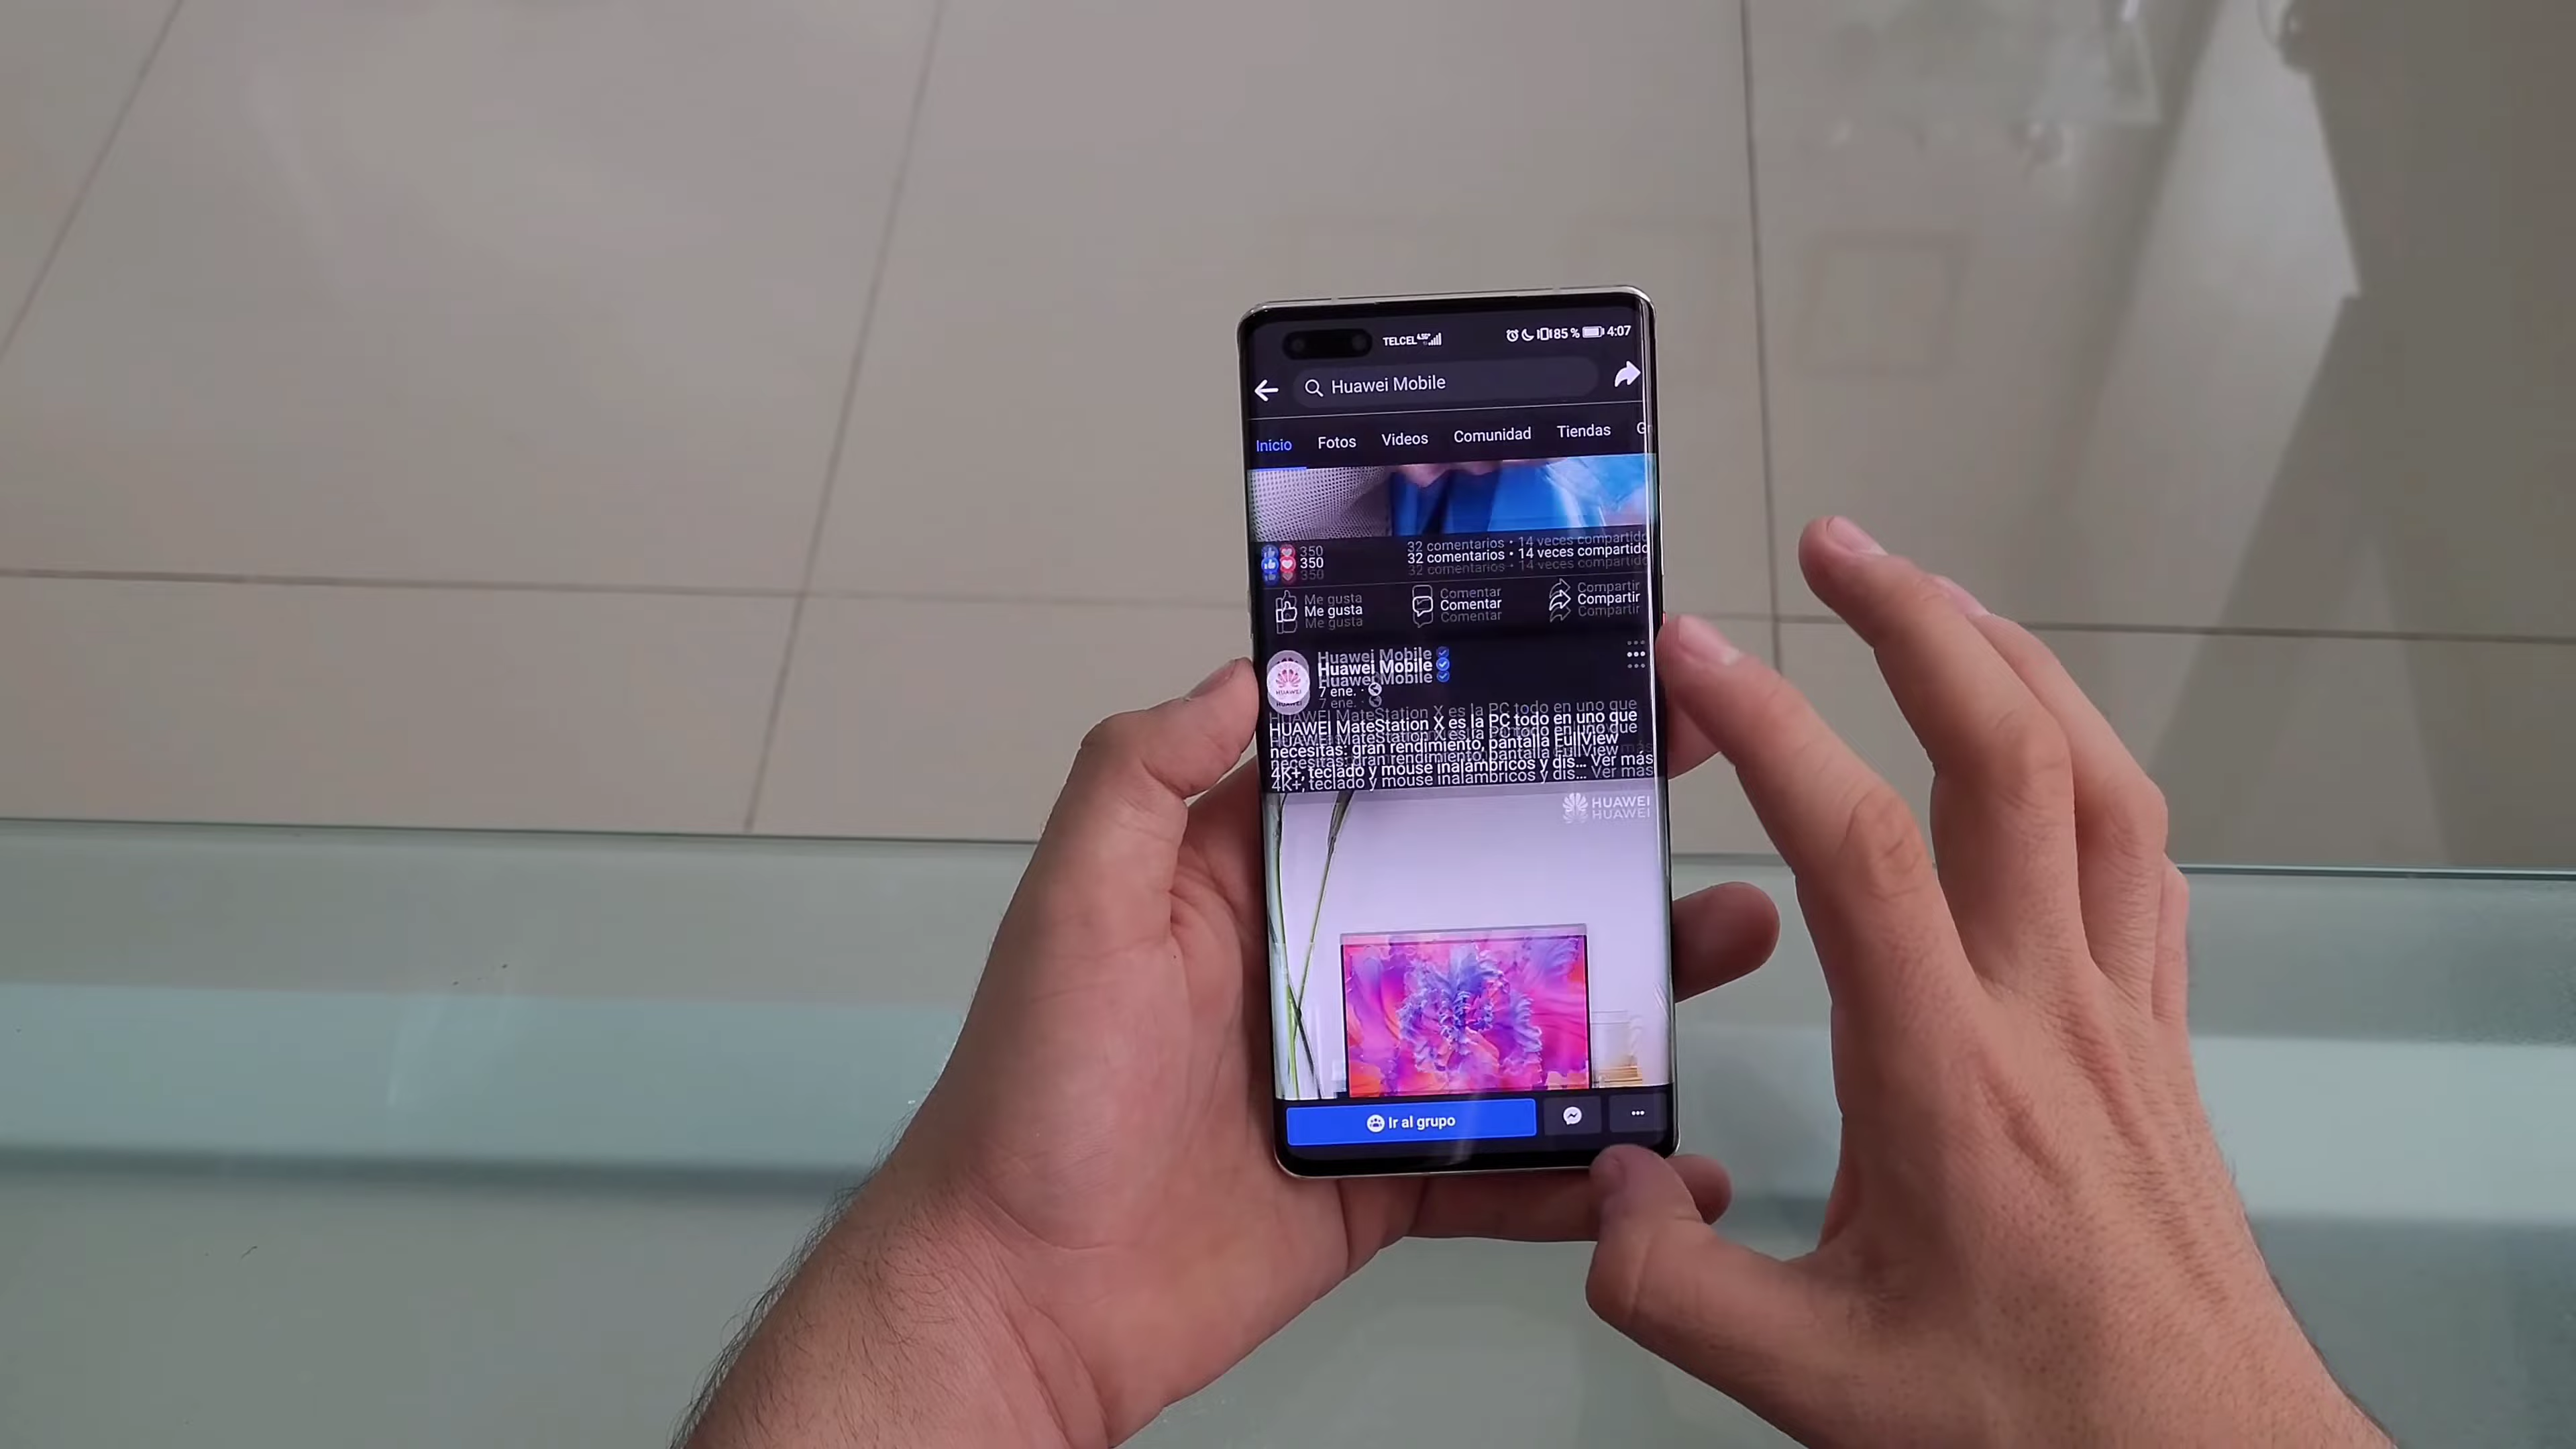 TELCEL 85 % 4:07
Huawei Mobile
Inicio Fotos Videos Comunidad Tiendas
350 32 comentarios • 14 veces compartido
Me gusta Comentar Compartir
Huawei Mobile
7 ene. ·
HUAWEI MateStation X es la PC todo en uno que
necesitas: gran rendimiento, pantalla FullView
4K+, teclado y mouse inalámbricos y dis... Ver más
HUAWEI
Ir al grupo